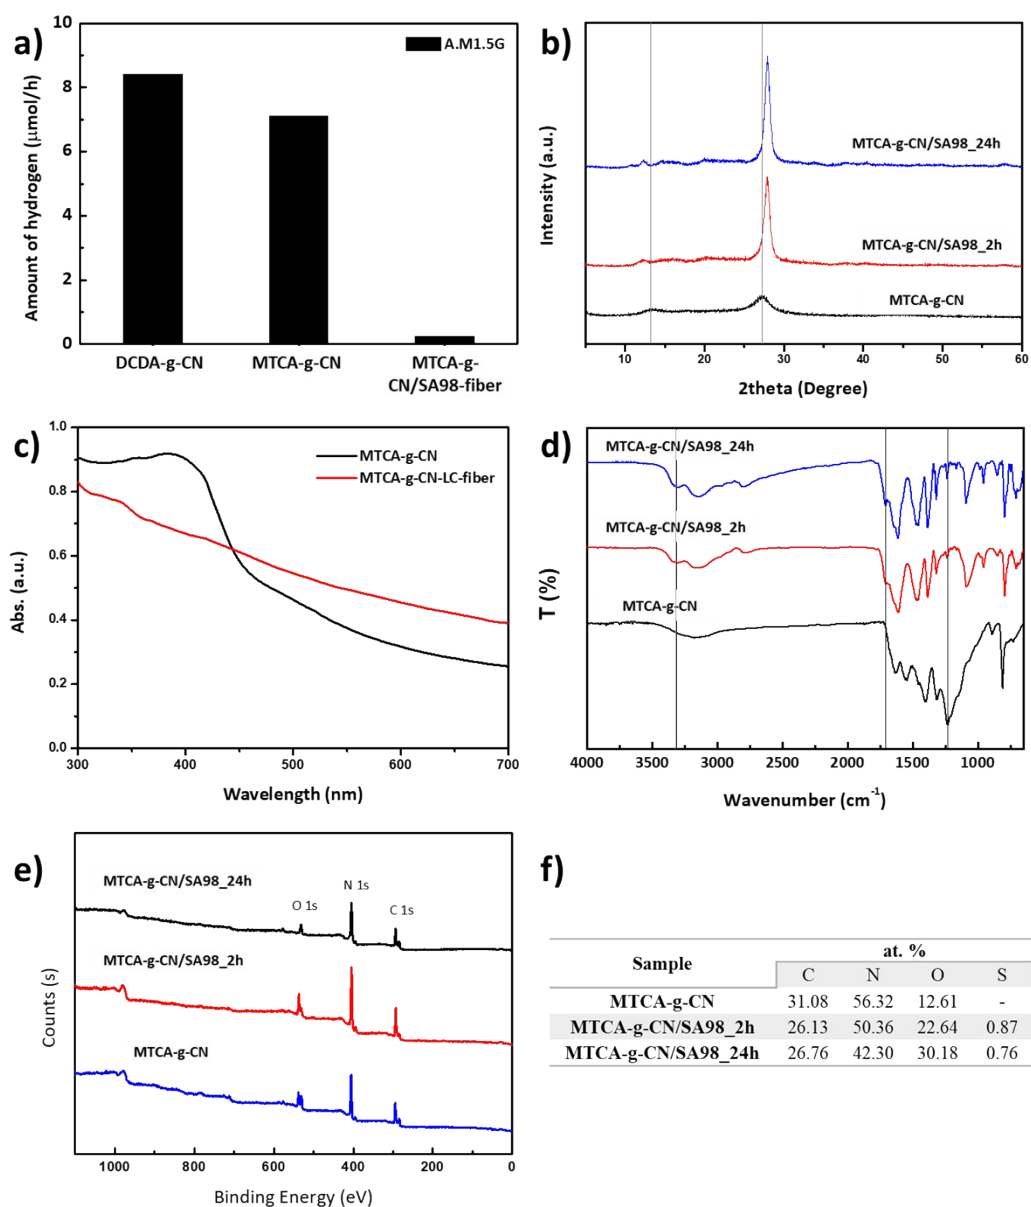 a)
A.M1.5G
Amount of hydrogen (μmol/h)
10
8
6
4
2
0
DCDA-g-CN
MTCA-g-CN
MTCA-g-
CN/SA98-fiber
b)
Intensity (a.u.)
MTCA-g-CN/SA98_24h
MTCA-g-CN/SA98_2h
MTCA-g-CN
10 20 30 40 50 60
2theta (Degree)
c)
Abs. (a.u.)
1.0
0.8
0.6
0.4
0.2
0.0
MTCA-g-CN
MTCA-g-CN-LC-fiber
300 400 500 600 700
Wavelength (nm)
d)
T (%)
MTCA-g-CN/SA98_24h
MTCA-g-CN/SA98_2h
MTCA-g-CN
4000 3500 3000 2500 2000 1500 1000
Wavenumber (cm⁻¹)
e)
Counts (s)
MTCA-g-CN/SA98_24h
O 1s
N 1s
C 1s
MTCA-g-CN/SA98_2h
MTCA-g-CN
1000 800 600 400 200 0
Binding Energy (eV)
f)
Sample at. %
C N O S
MTCA-g-CN 31.08 56.32 12.61 -
MTCA-g-CN/SA98_2h 26.13 50.36 22.64 0.87
MTCA-g-CN/SA98_24h 26.76 42.30 30.18 0.76